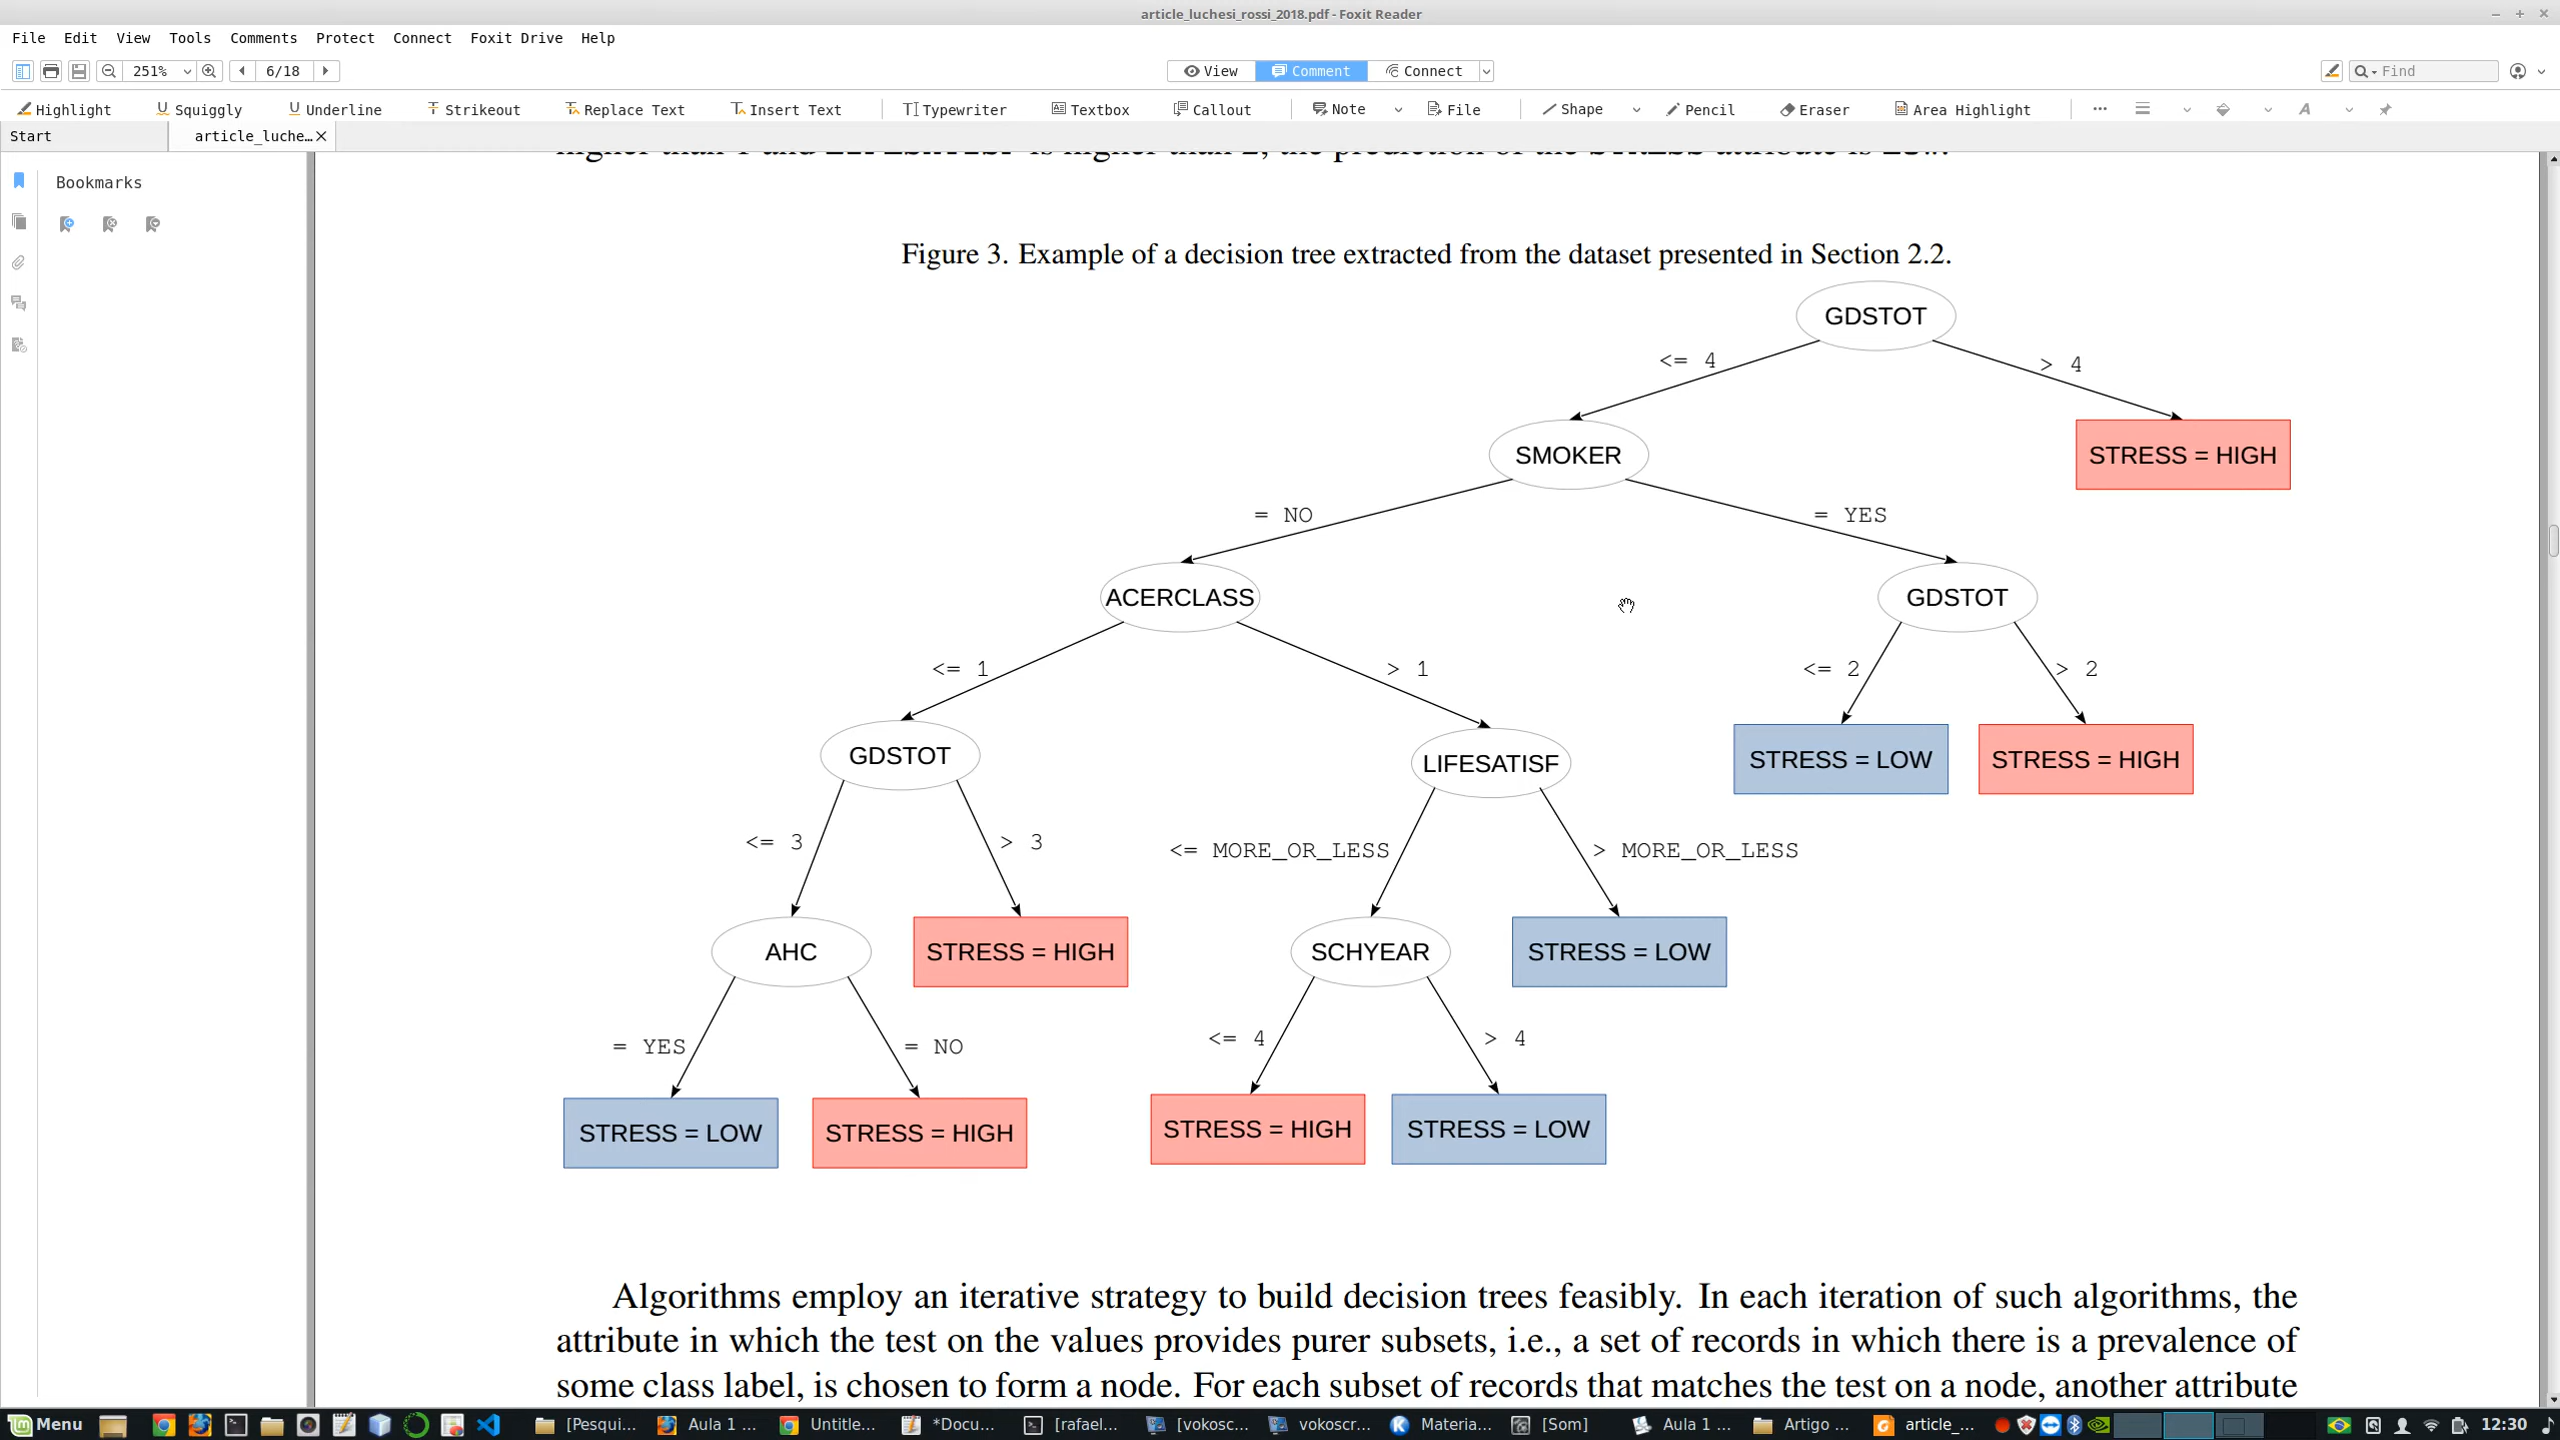 article_luchesi_rossi_2018.pdf - Foxit Reader
File Edit View Tools Comments Protect Connect Foxit Drive Help
251% 6/18 View Comment Connect Find
Highlight Squiggly Underline Strikeout Replace Text Insert Text Typewriter Textbox Callout Note File Shape Pencil Eraser Area Highlight
Start article_luche...
Bookmarks
Figure 3. Example of a decision tree extracted from the dataset presented in Section 2.2.
GDSTOT
<= 4 > 4
SMOKER STRESS = HIGH
= NO = YES
ACERCLASS GDSTOT
<= 1 > 1 <= 2 > 2
GDSTOT LIFESATISF STRESS = LOW STRESS = HIGH
<= 3 > 3 <= MORE_OR_LESS > MORE_OR_LESS
AHC STRESS = HIGH SCHYEAR STRESS = LOW
= YES = NO <= 4 > 4
STRESS = LOW STRESS = HIGH STRESS = HIGH STRESS = LOW
Algorithms employ an iterative strategy to build decision trees feasibly. In each iteration of such algorithms, the
attribute in which the test on the values provides purer subsets, i.e., a set of records in which there is a prevalence of
some class label, is chosen to form a node. For each subset of records that matches the test on a node, another attribute
Menu [Pesqui... Aula 1 ... Untitle... *Docu... [rafael... [vokosc... vokoscr... Materia... [Som] Aula 1 ... Artigo ... article_... 12:30